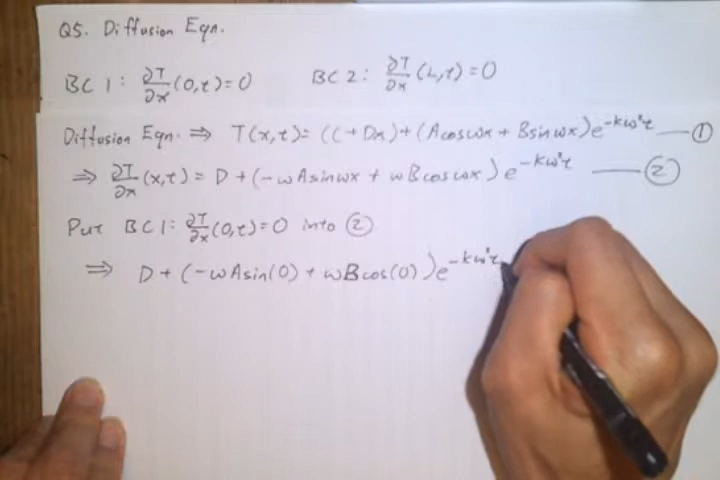 Q5. Diffusion Eqn.
BC 1: ∂T/∂x (0,t)=0 BC 2: ∂T/∂x (L,t)=0
Diffusion Eqn. ⇒ T(x,t)= (C+Dx)+(Acosωx + Bsinωx)e^{-kω²t} — ①
⇒ ∂T/∂x (x,t) = D + (-ωAsinωx + ωBcosωx)e^{-kω²t} — ②
Put BC1: ∂T/∂x (0,t)=0 into ②
⇒ D + (-ωAsin(0) + ωBcos(0))e^{-kω²t}